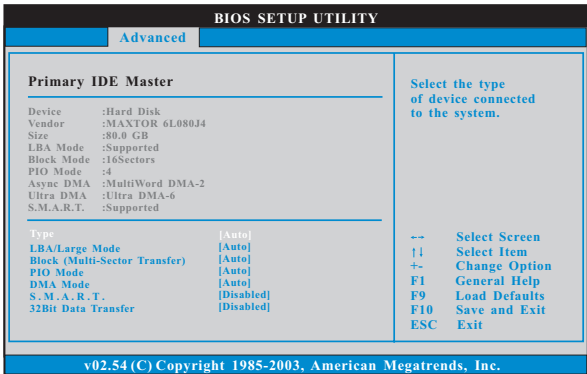 BIOS SETUP UTILITY
Advanced
Primary IDE Master
Device :Hard Disk
Vendor :MAXTOR 6L080J4
Size :80.0 GB
LBA Mode :Supported
Block Mode :16Sectors
PIO Mode :4
Async DMA :MultiWord DMA-2
Ultra DMA :Ultra DMA-6
S.M.A.R.T. :Supported
Type [Auto]
LBA/Large Mode [Auto]
Block (Multi-Sector Transfer) [Auto]
PIO Mode [Auto]
DMA Mode [Auto]
S.M.A.R.T. [Disabled]
32Bit Data Transfer [Disabled]
Select the type
of device connected
to the system.
←→ Select Screen
↑↓ Select Item
+- Change Option
F1 General Help
F9 Load Defaults
F10 Save and Exit
ESC Exit
v02.54 (C) Copyright 1985-2003, American Megatrends, Inc.